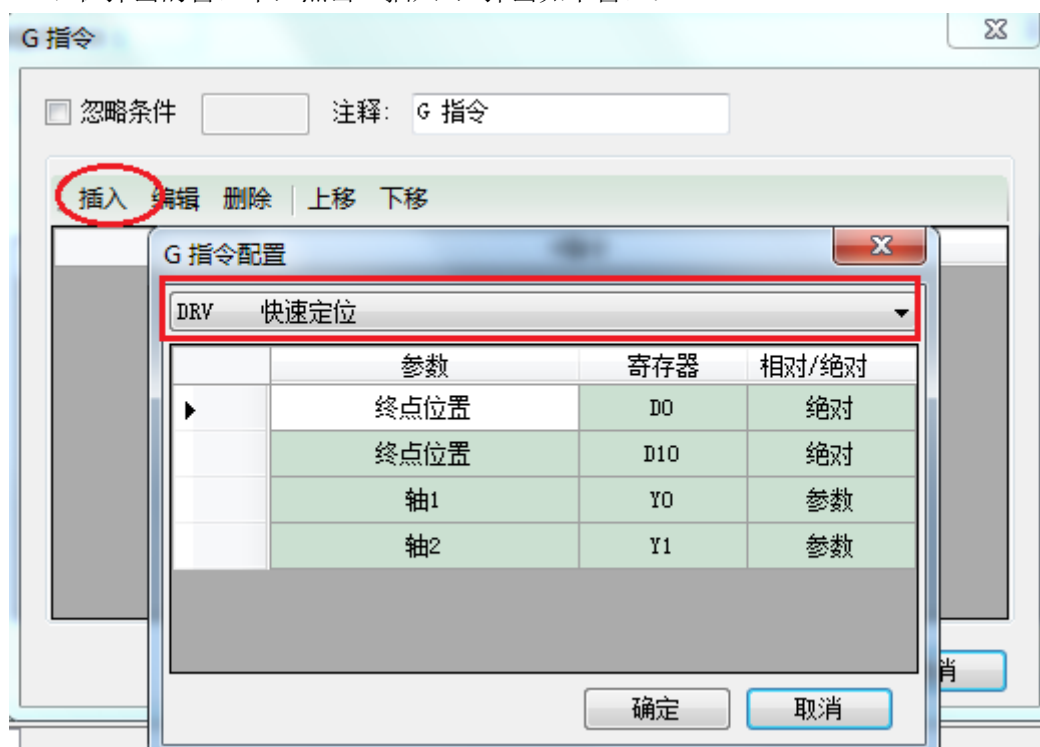 G 指令
忽略条件 注释: G 指令
插入 编辑 删除 上移 下移
G 指令配置
DRV 快速定位
参数 寄存器 相对/绝对
终点位置 D0 绝对
终点位置 D10 绝对
轴1 Y0 参数
轴2 Y1 参数
消
确定 取消